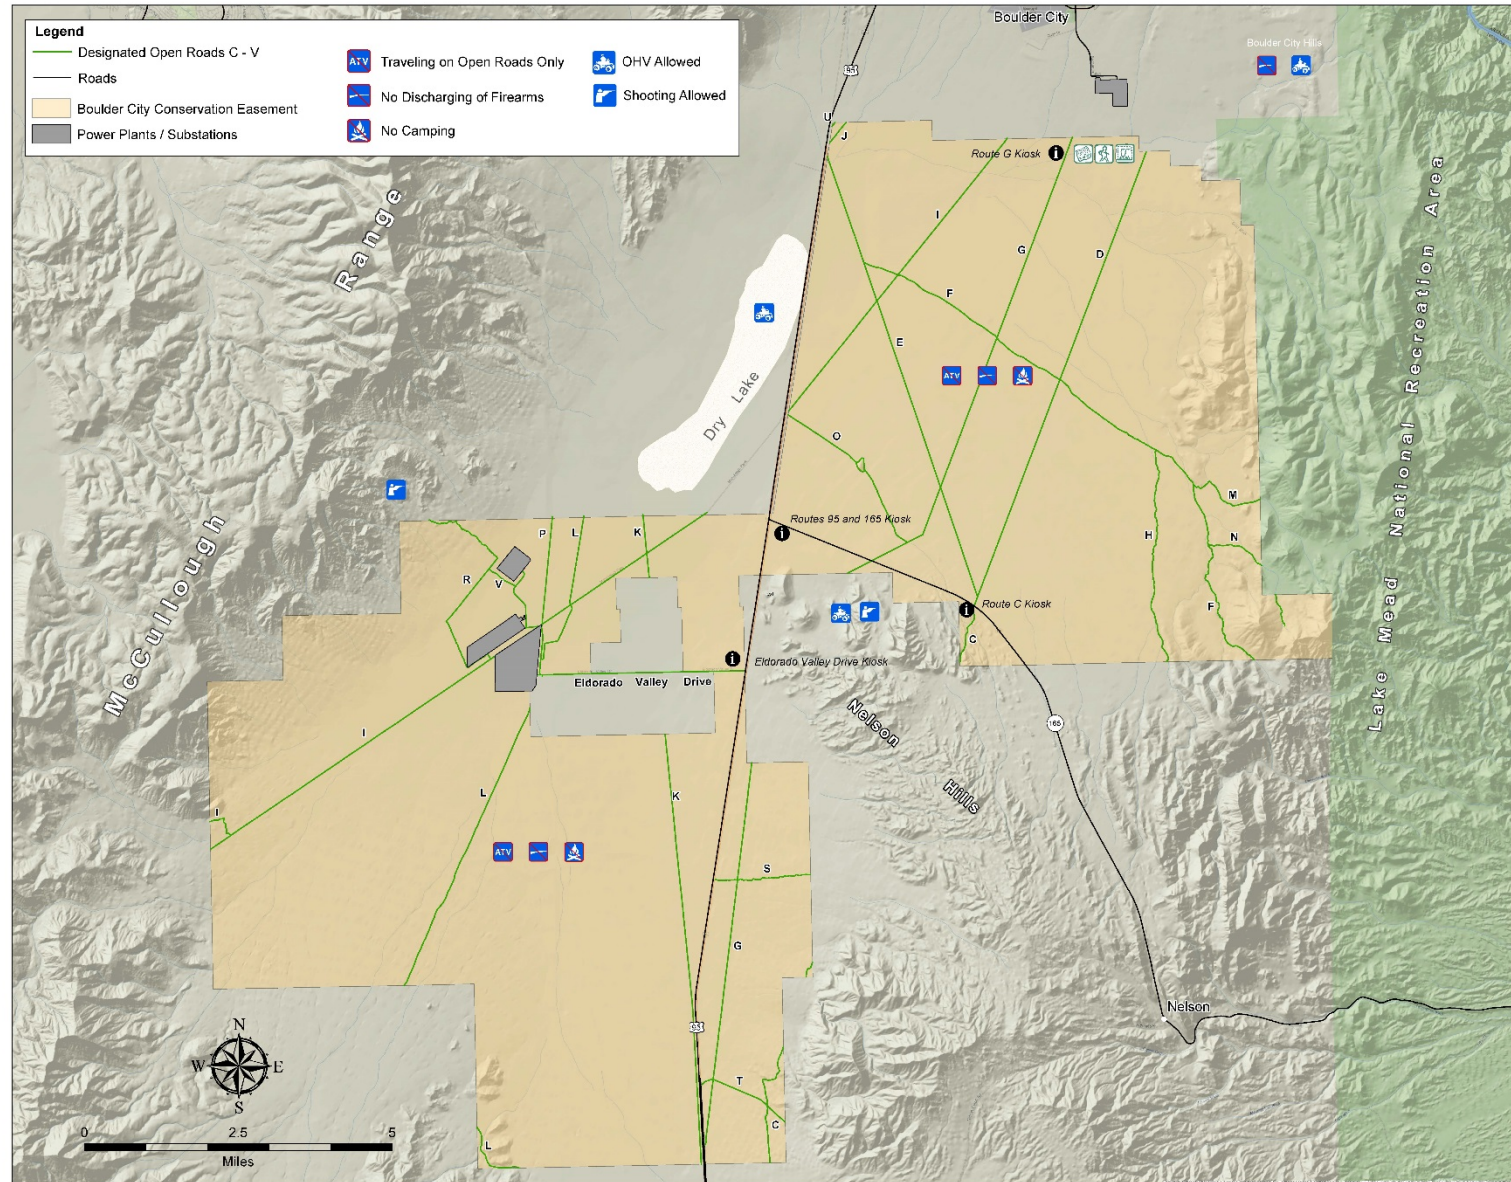 Legend
Designated Open Roads C - V
Roads
Boulder City Conservation Easement
Power Plants / Substations
ATV Traveling on Open Roads Only
No Discharging of Firearms
No Camping
OHV Allowed
Shooting Allowed
Boulder City
Boulder City Hills
95
U
J
Route G Kiosk
i
Range
I
G
D
F
E
Dry Lake
ATV
O
M
N
H
F
Routes 95 and 165 Kiosk
i
P
L
K
R
V
McCullough
Lake Mead National Recreation Area
Route C Kiosk
i
C
Eldorado Valley Drive Kiosk
i
Eldorado Valley Drive
Nelson Hills
165
I
L
K
I
ATV
S
G
Nelson
95
T
C
L
N
W
E
S
0
2.5
5
Miles